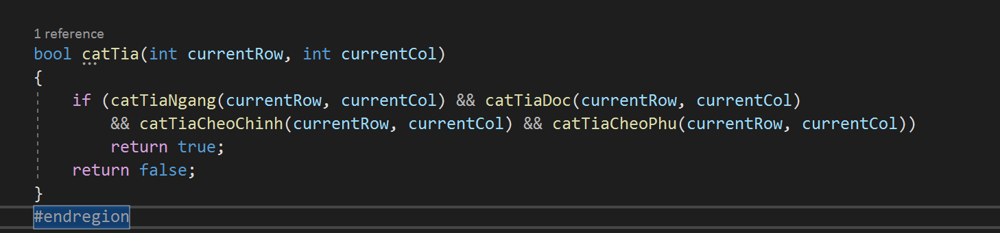 1 reference
bool catTia(int currentRow, int currentCol)
{
if (catTiaNgang(currentRow, currentCol) && catTiaDoc(currentRow, currentCol)
&& catTiaCheoChinh(currentRow, currentCol) && catTiaCheoPhu(currentRow, currentCol))
return true;
return false;
}
#endregion